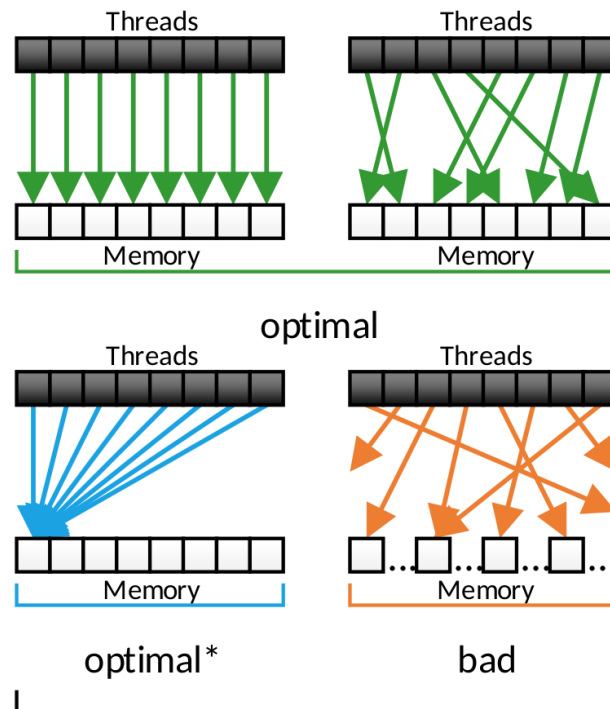 Threads Threads
Memory Memory
optimal
Threads Threads
... ... ... ..
Memory Memory
optimal* bad